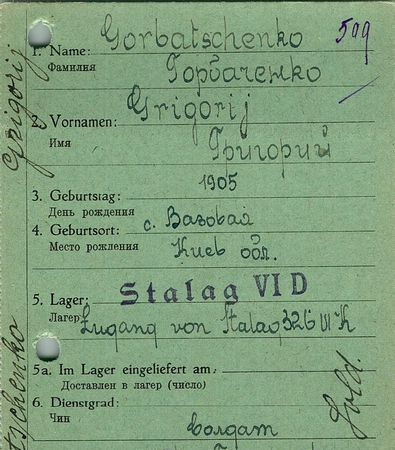 Gorbatschenko
509
1. Name:
Фамилия
Горбаченко
Grigorij
2. Vornamen:
Имя
Григорий
1905
3. Geburtstag:
День рождения
с. Вазовая
4. Geburtsort:
Место рождения
Киев обл.
5. Lager: Stalag VI D
Лагерь
Zugang von Stalag 326 VI K
5a. Im Lager eingeliefert am:
Доставлен в лагерь (число)
6. Dienstgrad:
Чин
Солдат
Sold.
Grigorij
tschenko